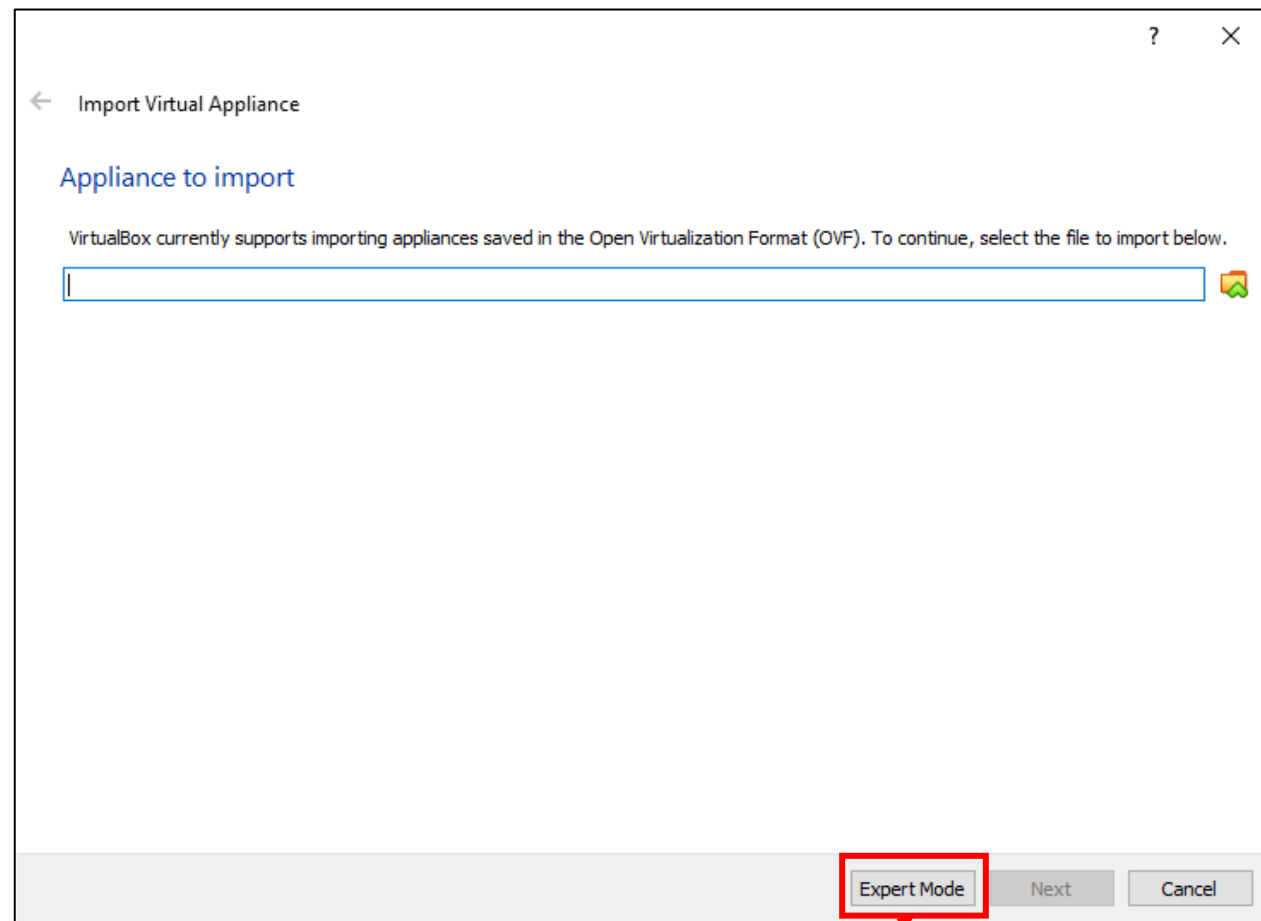 ?
Import Virtual Appliance
Appliance to import
VirtualBox currently supports importing appliances saved in the Open Virtualization Format (OVF). To continue, select the file to import below.
Expert Mode Next Cancel